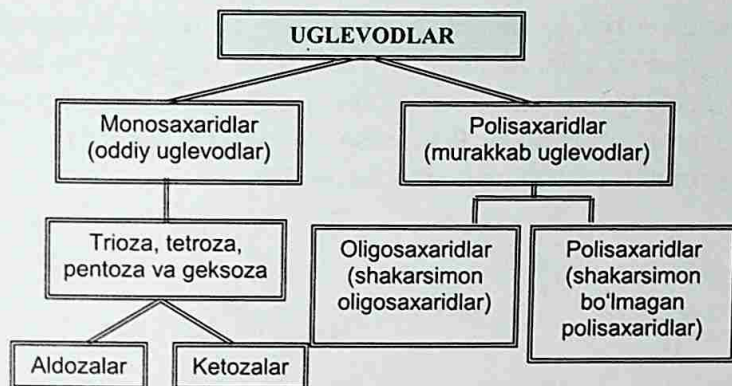 UGLEVODLAR
Monosaxaridlar
(oddiy uglevodlar)
Polisaxaridlar
(murakkab uglevodlar)
Trioza, tetroza,
pentoza va geksoza
Oligosaxaridlar
(shakarsimon
oligosaxaridlar)
Polisaxaridlar
(shakarsimon
bo'lmagan
polisaxaridlar)
Aldozalar
Ketozalar